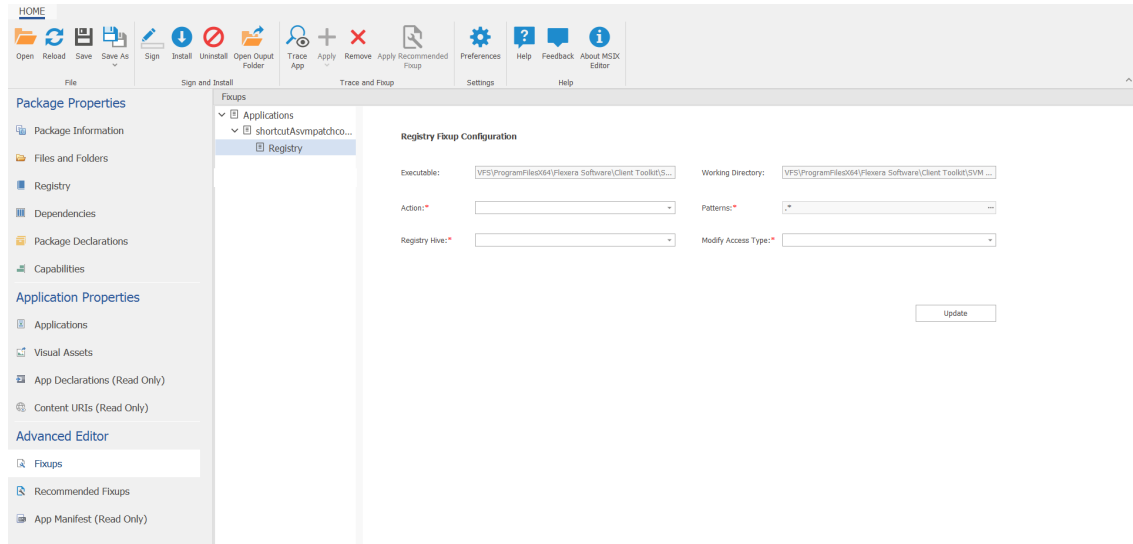 HOME
Open Reload Save Save As Sign Install Uninstall Open Ouput Folder Trace App Apply Remove Apply Recommended Fixup Preferences Help Feedback About MSIX Editor
File Sign and Install Trace and Fixup Settings Help
Package Properties
Package Information
Files and Folders
Registry
Dependencies
Package Declarations
Capabilities
Application Properties
Applications
Visual Assets
App Declarations (Read Only)
Content URIs (Read Only)
Advanced Editor
Fixups
Recommended Fixups
App Manifest (Read Only)
Fixups
Applications
shortcutAsvmpatchco...
Registry
Registry Fixup Configuration
Executable: VFS\ProgramFilesX64\Flexera Software\Client Toolkit\S... Working Directory: VFS\ProgramFilesX64\Flexera Software\Client Toolkit\SVM ...
Action:* Patterns:* .* ...
Registry Hive:* Modify Access Type:*
Update